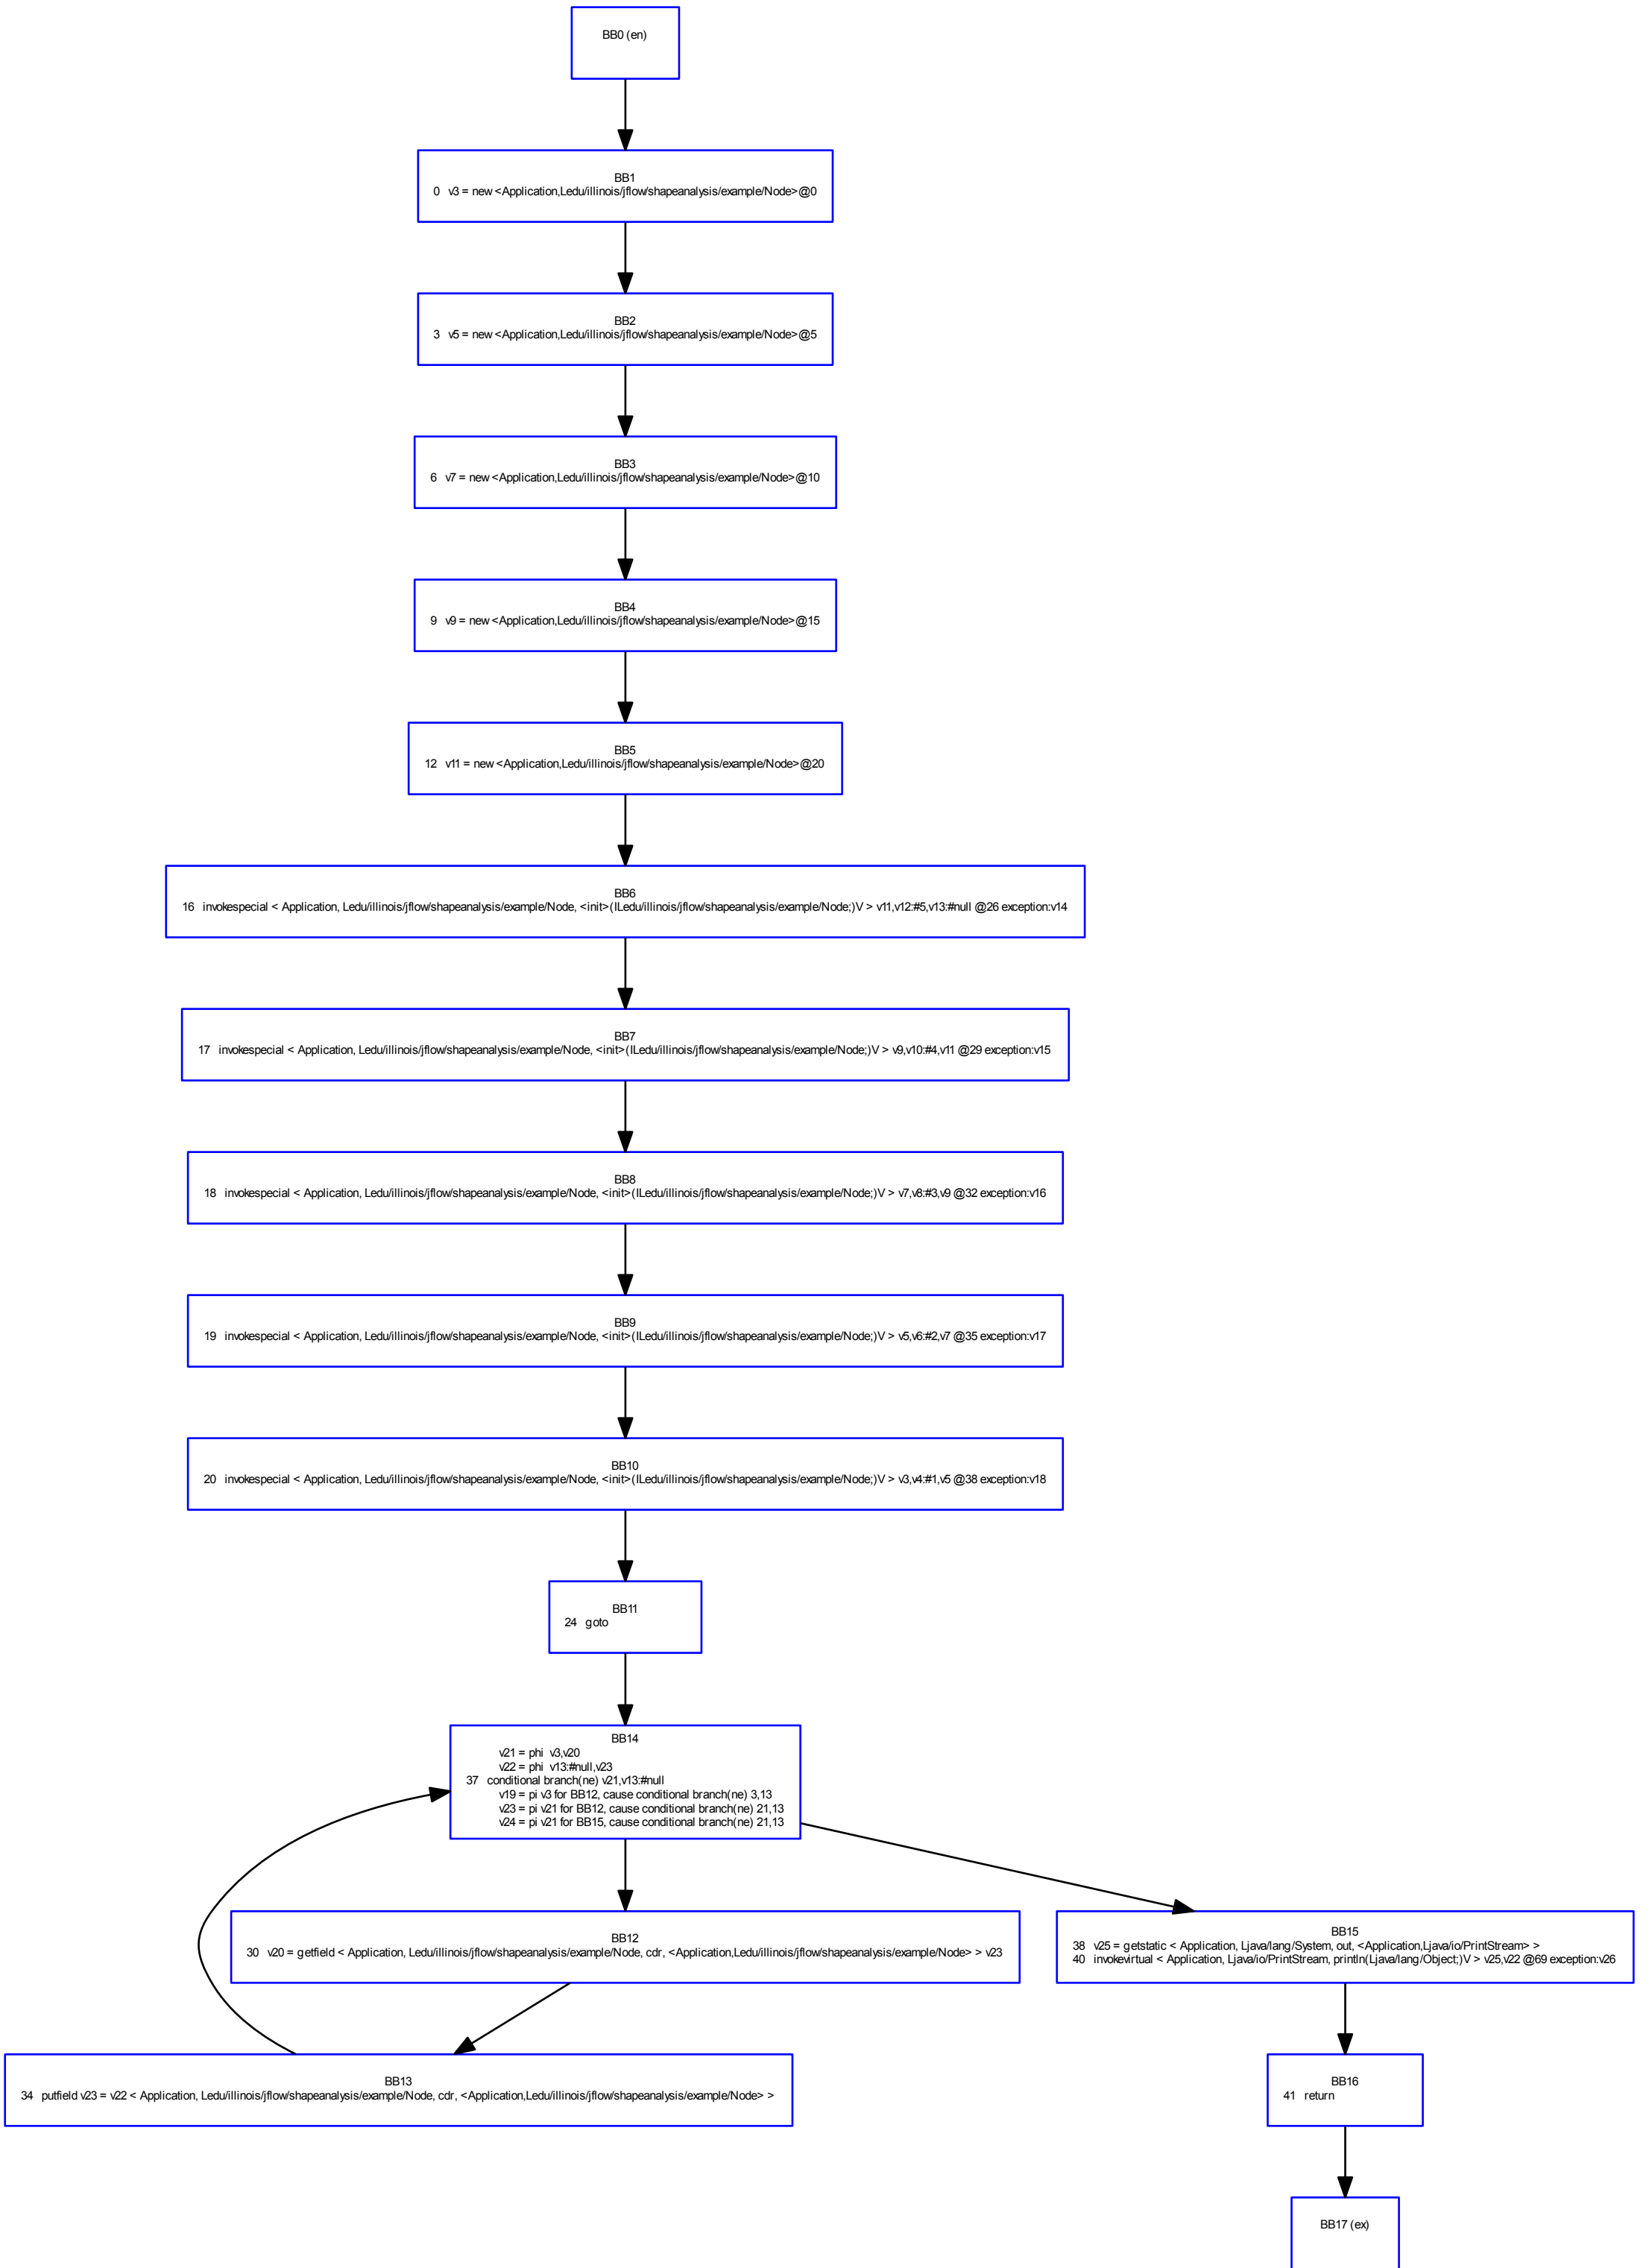 BB0 (en)
BB1
0 v3 = new <Application,Ledu/illinois/jflow/shapeanalysis/example/Node>@0
BB2
3 v5 = new <Application,Ledu/illinois/jflow/shapeanalysis/example/Node>@5
BB3
6 v7 = new <Application,Ledu/illinois/jflow/shapeanalysis/example/Node>@10
BB4
9 v9 = new <Application,Ledu/illinois/jflow/shapeanalysis/example/Node>@15
BB5
12 v11 = new <Application,Ledu/illinois/jflow/shapeanalysis/example/Node>@20
BB6
16 invokespecial < Application, Ledu/illinois/jflow/shapeanalysis/example/Node, <init>(ILedu/illinois/jflow/shapeanalysis/example/Node;)V > v11,v12:#5,v13:#null @26 exception:v14
BB7
17 invokespecial < Application, Ledu/illinois/jflow/shapeanalysis/example/Node, <init>(ILedu/illinois/jflow/shapeanalysis/example/Node;)V > v9,v10:#4,v11 @29 exception:v15
BB8
18 invokespecial < Application, Ledu/illinois/jflow/shapeanalysis/example/Node, <init>(ILedu/illinois/jflow/shapeanalysis/example/Node;)V > v7,v8:#3,v9 @32 exception:v16
BB9
19 invokespecial < Application, Ledu/illinois/jflow/shapeanalysis/example/Node, <init>(ILedu/illinois/jflow/shapeanalysis/example/Node;)V > v5,v6:#2,v7 @35 exception:v17
BB10
20 invokespecial < Application, Ledu/illinois/jflow/shapeanalysis/example/Node, <init>(ILedu/illinois/jflow/shapeanalysis/example/Node;)V > v3,v4:#1,v5 @38 exception:v18
BB11
24 goto
BB14
v21 = phi v3,v20
v22 = phi v13:#null,v23
37 conditional branch(ne) v21,v13:#null
v19 = pi v3 for BB12, cause conditional branch(ne) 3,13
v23 = pi v21 for BB12, cause conditional branch(ne) 21,13
v24 = pi v21 for BB15, cause conditional branch(ne) 21,13
BB12
30 v20 = getfield < Application, Ledu/illinois/jflow/shapeanalysis/example/Node, cdr, <Application,Ledu/illinois/jflow/shapeanalysis/example/Node> > v23
BB15
38 v25 = getstatic < Application, Ljava/lang/System, out, <Application,Ljava/io/PrintStream> >
40 invokevirtual < Application, Ljava/io/PrintStream, println(Ljava/lang/Object;)V > v25,v22 @69 exception:v26
BB13
34 putfield v23 = v22 < Application, Ledu/illinois/jflow/shapeanalysis/example/Node, cdr, <Application,Ledu/illinois/jflow/shapeanalysis/example/Node> >
BB16
41 return
BB17 (ex)